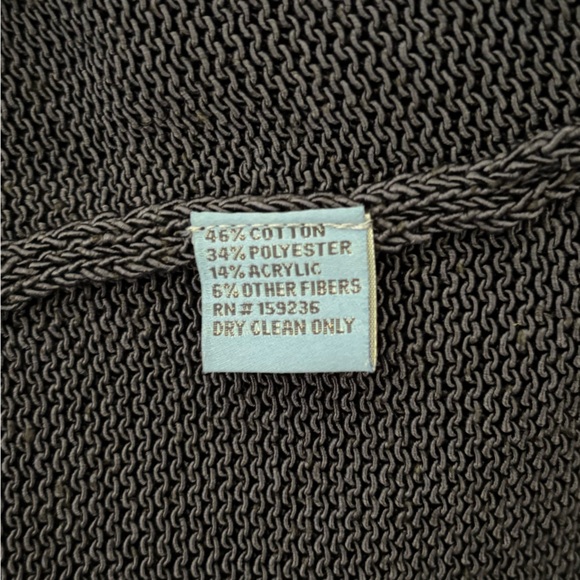 46% COTTON
34% POLYESTER
14% ACRYLIC
6% OTHER FIBERS
RN# 159236
DRY CLEAN ONLY